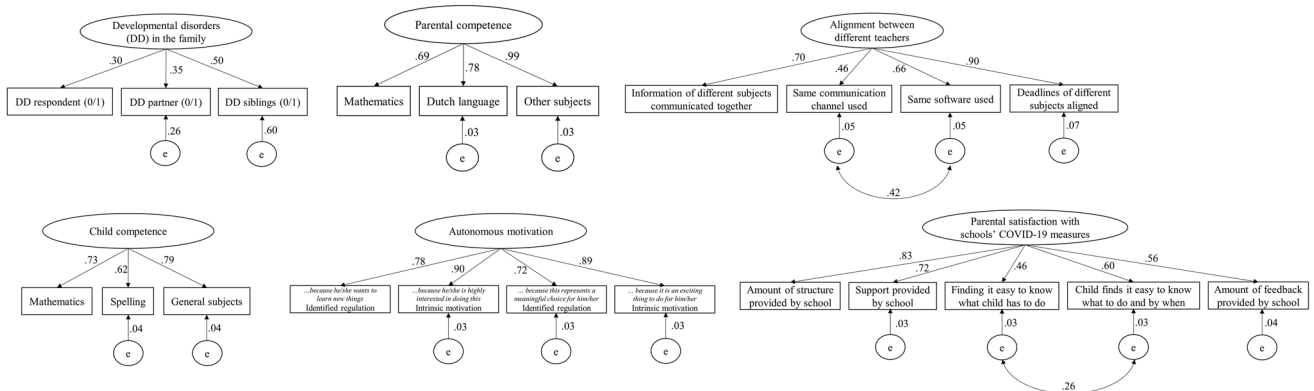 Developmental disorders
(DD) in the family
.30
.35
.50
DD respondent (0/1)
DD partner (0/1)
DD siblings (0/1)
.26
.60
e
e
Parental competence
.69
.78
.99
Mathematics
Dutch language
Other subjects
.03
.03
e
e
Alignment between
different teachers
.70
.46
.66
.90
Information of different subjects
communicated together
Same communication
channel used
Same software used
Deadlines of different
subjects aligned
.05
.05
.07
e
e
e
.42
Child competence
.73
.62
.79
Mathematics
Spelling
General subjects
.04
.04
e
e
Autonomous motivation
.78
.90
.72
.89
...because he/she wants to
learn new things
Identified regulation
...because he/she is highly
interested in doing this
Intrinsic motivation
... because this represents a
meaningful choice for him/her
Identified regulation
... because it is an exciting
thing to do for him/her
Intrinsic motivation
.03
.03
.03
e
e
e
Parental satisfaction with
schools' COVID-19 measures
.83
.72
.46
.60
.56
Amount of structure
provided by school
Support provided
by school
Finding it easy to know
what child has to do
Child finds it easy to know
what to do and by when
Amount of feedback
provided by school
.03
.03
.03
.04
e
e
e
e
.26